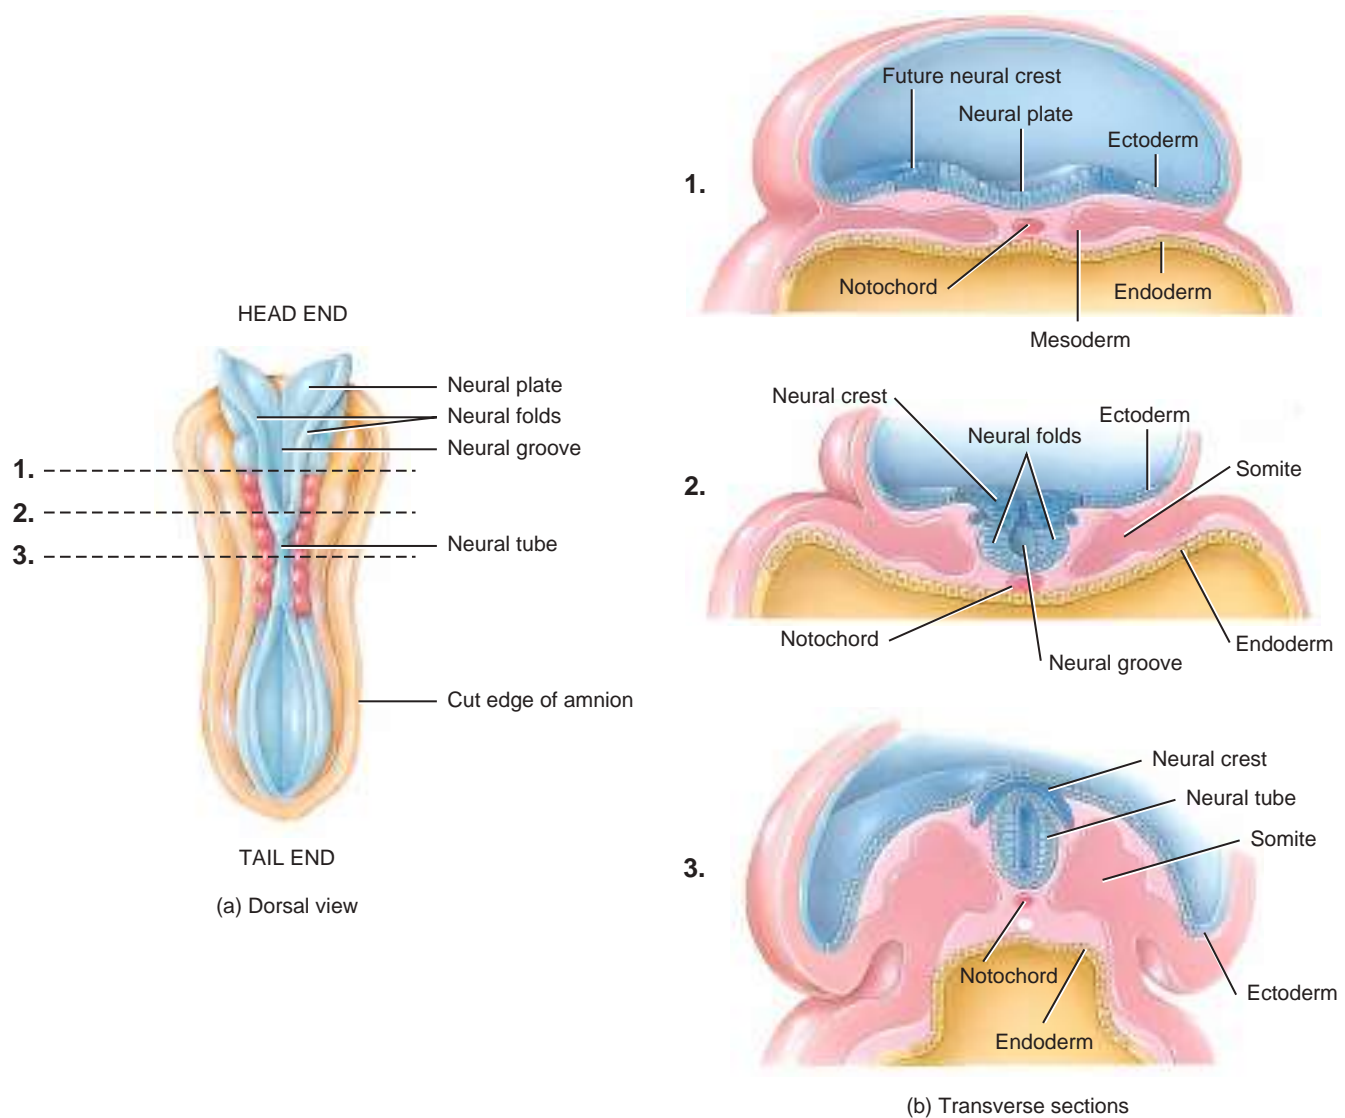 HEAD END
Neural plate
Neural folds
Neural groove
1.
2.
3.
Neural tube
Cut edge of amnion
TAIL END
(a) Dorsal view
Future neural crest
Neural plate
Ectoderm
1.
Notochord
Endoderm
Mesoderm
Neural crest
Ectoderm
Neural folds
Somite
2.
Notochord
Endoderm
Neural groove
Neural crest
Neural tube
Somite
3.
Notochord
Ectoderm
Endoderm
(b) Transverse sections